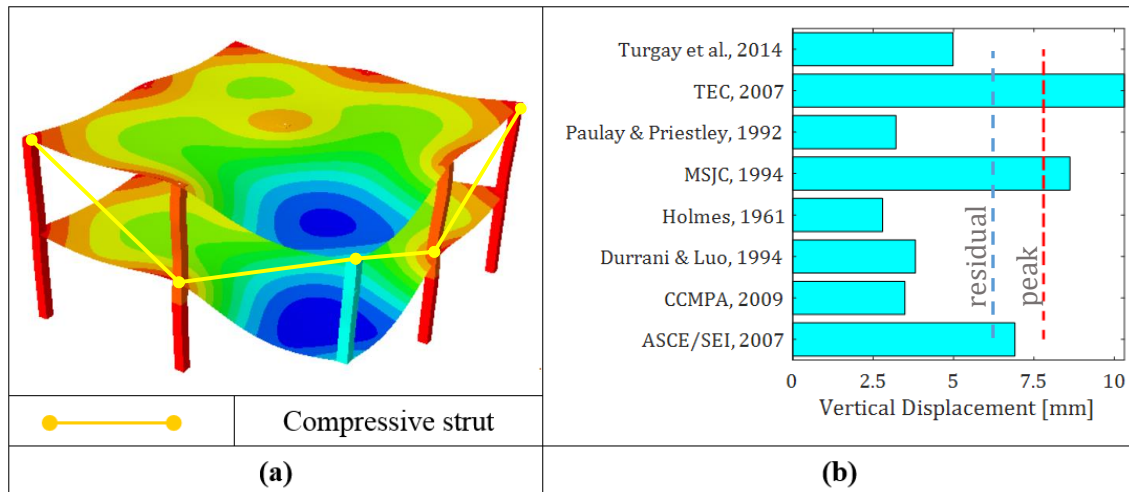 Compressive strut
(a)
Turgay et al., 2014
TEC, 2007
Paulay & Priestley, 1992
MSJC, 1994
Holmes, 1961
Durrani & Luo, 1994
CCMPA, 2009
ASCE/SEI, 2007
residual
peak
0 2.5 5 7.5 10
Vertical Displacement [mm]
(b)